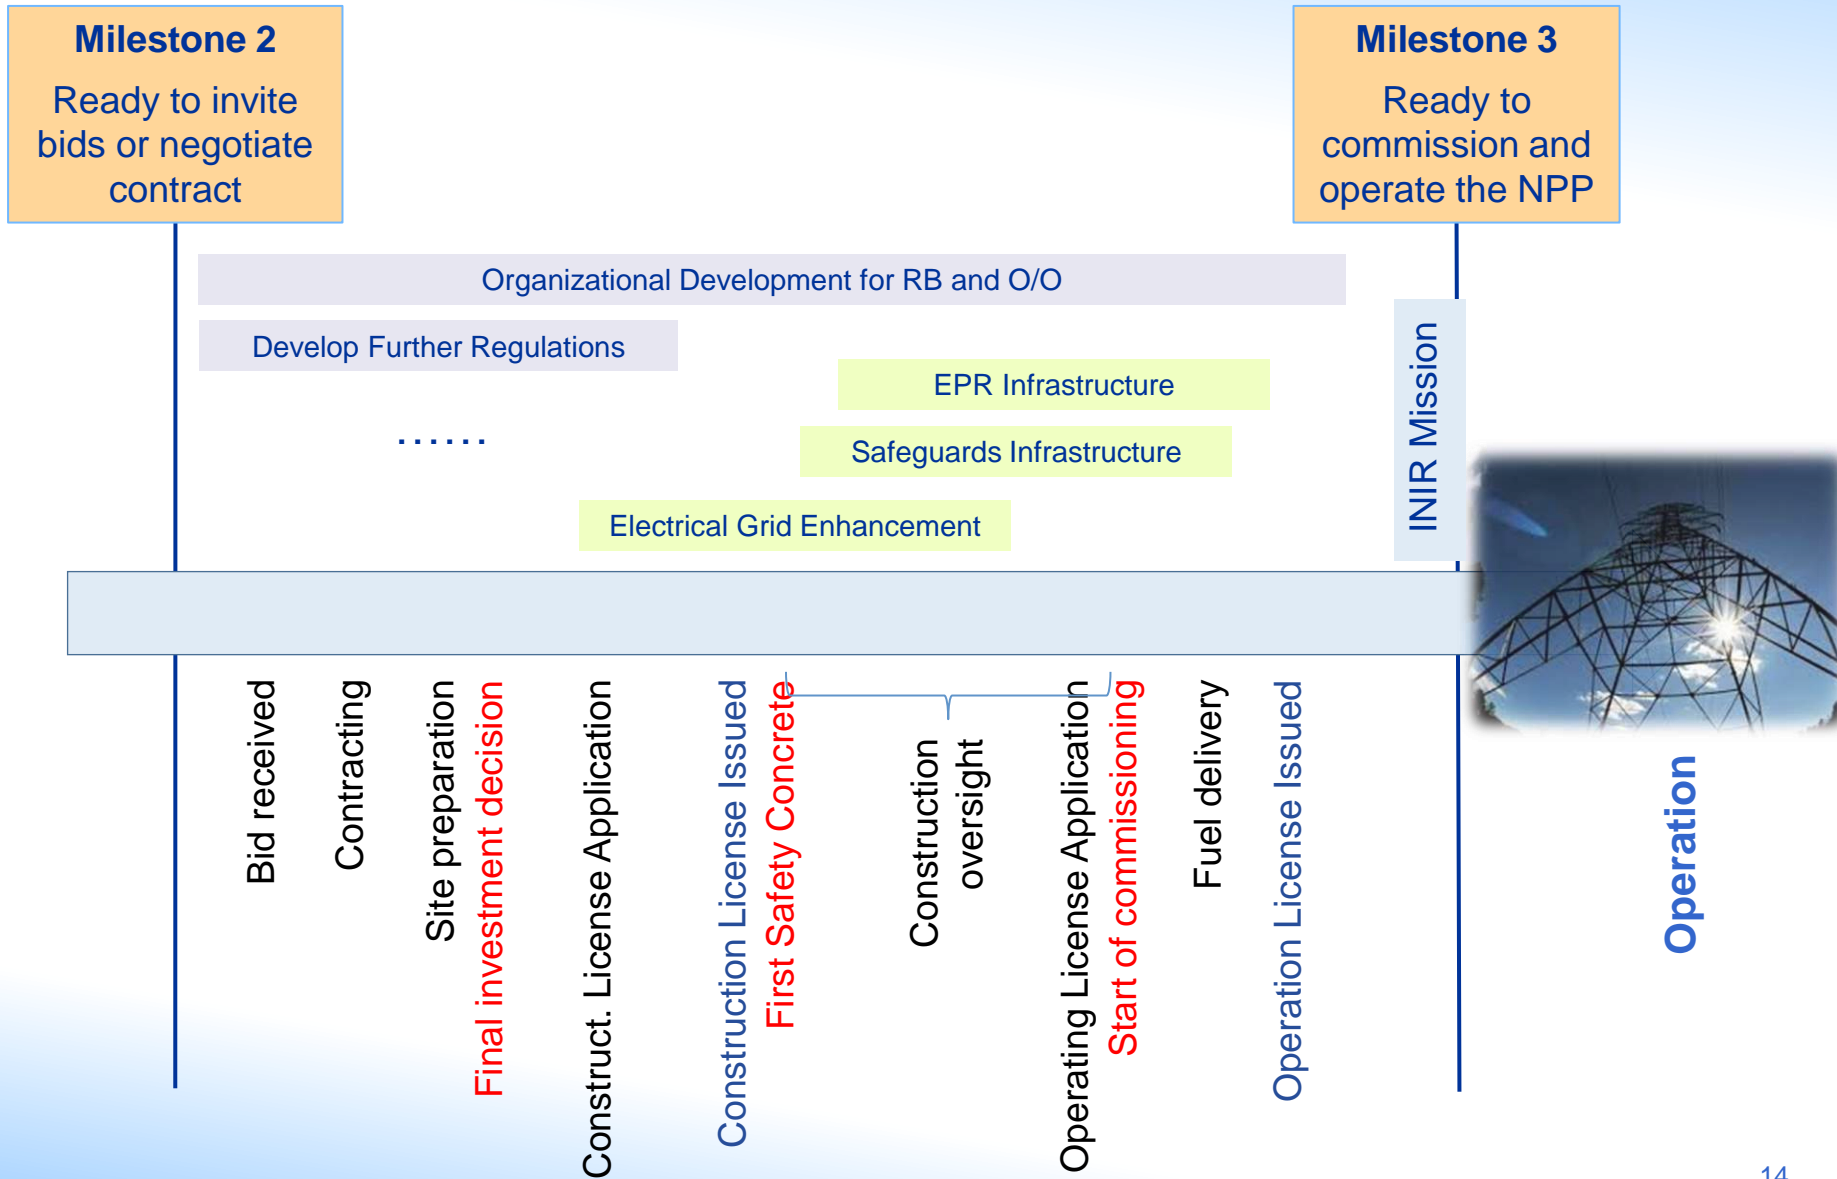 Milestone 2
Ready to invite
bids or negotiate
contract
Milestone 3
Ready to
commission and
operate the NPP
Organizational Development for RB and O/O
Develop Further Regulations
EPR Infrastructure
......
Safeguards Infrastructure
Electrical Grid Enhancement
INIR Mission
Bid received
Contracting
Site preparation
Final investment decision
Construct. License Application
Construction License Issued
First Safety Concrete
Construction
oversight
Operating License Application
Start of commissioning
Fuel delivery
Operation License Issued
Operation
14